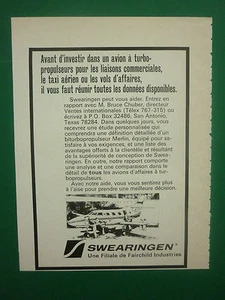 Avant d'investir dans un avion à turbo-
propulseurs pour les liaisons commerciales,
le taxi aérien ou les vols d'affaires,
il vous faut réunir toutes les données disponibles.
Swearingen peut vous aider. Entrez en
rapport avec M. Bruce Chuber, directeur
Ventes internationales (Télex 767-315) ou
écrivez à P.O. Box 32486, San Antonio,
Texas 78284. Dans quelques jours, vous
recevrez une étude personnalisée qui
comprendra une définition détaillée d'un
biturbopropulseur Merlin, équipé pour sa-
tisfaire à vos exigences, et une liste des
avantages offerts à la clientèle et résultant
de la supériorité de conception de Swea-
ringen. En outre, notre rapport comporte
une analyse et une comparaison dans le
détail de tous les avions d'affaires à tur-
bopropulseurs.
Avec notre aide, vous vous sentirez plus
à l'aise pour prendre une meilleure décision.
SWEARINGEN
Une Filiale de Fairchild Industries